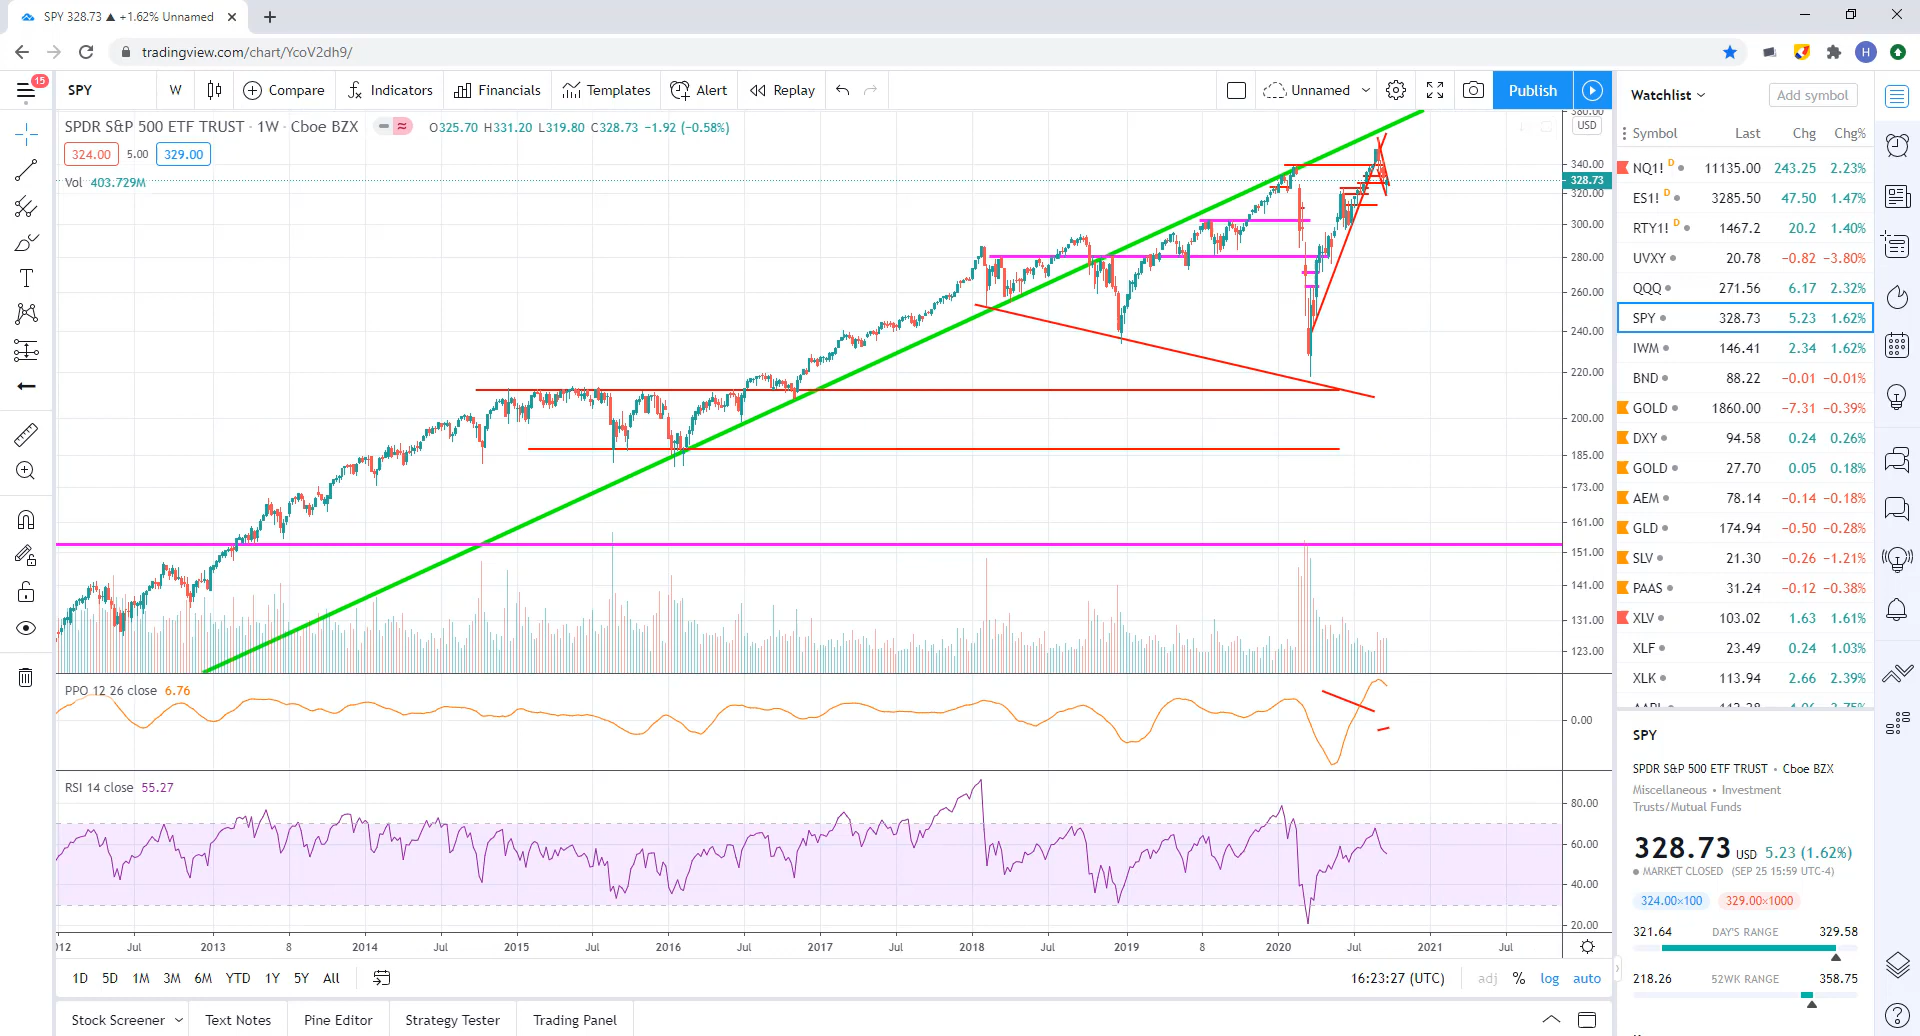 SPY 328.73 ▲ +1.62% Unnamed
tradingview.com/chart/YcoV2dh9/
H
15
SPY W Compare Indicators Financials Templates Alert Replay Unnamed Publish
SPDR S&P 500 ETF TRUST · 1W · Cboe BZX O325.70 H331.20 L319.80 C328.73 −1.92 (−0.58%)
324.00 5.00 329.00
Vol 403.729M
USD
380.00
340.00
328.73
320.00
300.00
280.00
260.00
240.00
220.00
200.00
185.00
173.00
161.00
151.00
141.00
131.00
123.00
PPO 12 26 close 6.76
0.00
RSI 14 close 55.27
80.00
60.00
40.00
20.00
2012 Jul 2013 8 2014 Jul 2015 Jul 2016 Jul 2017 Jul 2018 Jul 2019 8 2020 Jul 2021 Jul
1D 5D 1M 3M 6M YTD 1Y 5Y All 16:23:27 (UTC) adj % log auto
Stock Screener Text Notes Pine Editor Strategy Tester Trading Panel
Watchlist Add symbol
Symbol Last Chg Chg%
NQ1! D 11135.00 243.25 2.23%
ES1! D 3285.50 47.50 1.47%
RTY1! D 1467.2 20.2 1.40%
UVXY 20.78 −0.82 −3.80%
QQQ 271.56 6.17 2.32%
SPY 328.73 5.23 1.62%
IWM 146.41 2.34 1.62%
BND 88.22 −0.01 −0.01%
GOLD 1860.00 −7.31 −0.39%
DXY 94.58 0.24 0.26%
GOLD 27.70 0.05 0.18%
AEM 78.14 −0.14 −0.18%
GLD 174.94 −0.50 −0.28%
SLV 21.30 −0.26 −1.21%
PAAS 31.24 −0.12 −0.38%
XLV 103.02 1.63 1.61%
XLF 23.49 0.24 1.03%
XLK 113.94 2.66 2.39%
SPY
SPDR S&P 500 ETF TRUST • Cboe BZX
Miscellaneous • Investment
Trusts/Mutual Funds
328.73 USD 5.23 (1.62%)
MARKET CLOSED (SEP 25 15:59 UTC-4)
324.00×100 329.00×1000
321.64 DAY'S RANGE 329.58
218.26 52WK RANGE 358.75